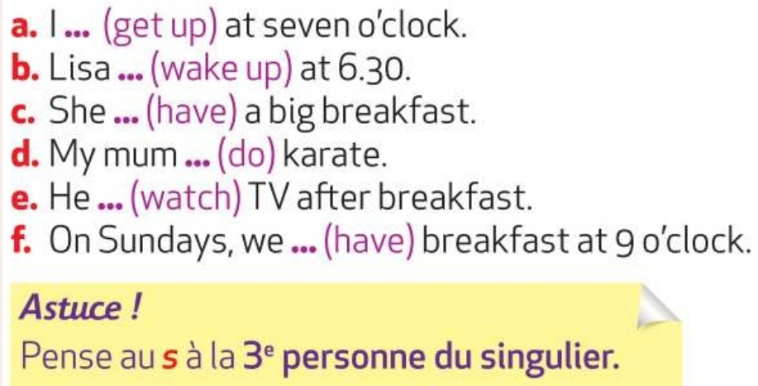 a. I ... (get up) at seven o'clock.
b. Lisa ... (wake up) at 6.30.
c. She ... (have) a big breakfast.
d. My mum ... (do) karate.
e. He ... (watch) TV after breakfast.
f. On Sundays, we ... (have) breakfast at 9 o'clock.
Astuce !
Pense au s à la 3e personne du singulier.